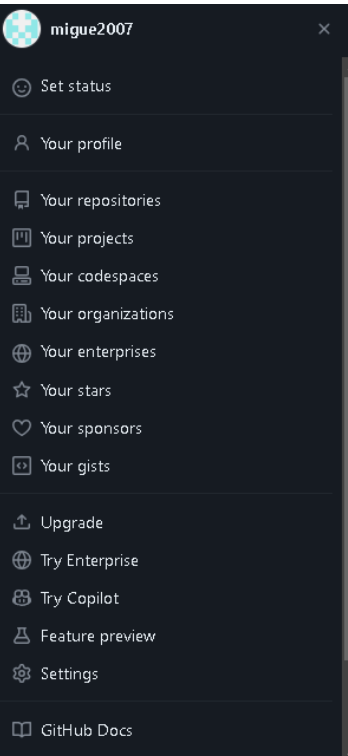 migue2007
Set status
Your profile
Your repositories
Your projects
Your codespaces
Your organizations
Your enterprises
Your stars
Your sponsors
Your gists
Upgrade
Try Enterprise
Try Copilot
Feature preview
Settings
GitHub Docs